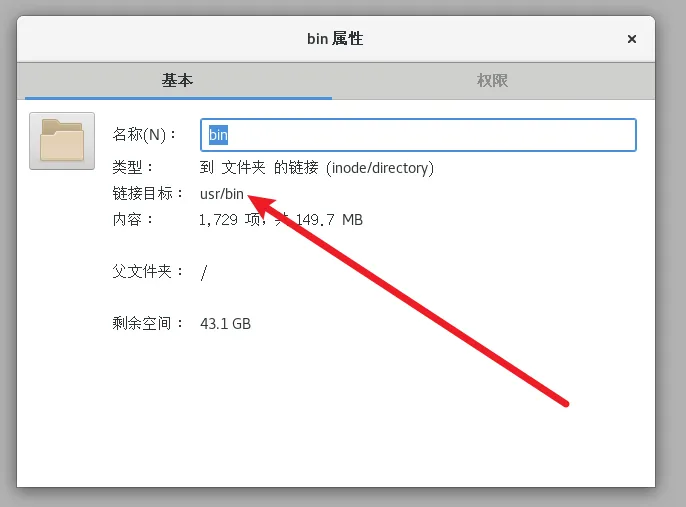 bin 属性
×
基本
权限
名称(N)： bin
类型： 到 文件夹 的链接 (inode/directory)
链接目标： usr/bin
内容： 1,729 项，共 149.7 MB
父文件夹： /
剩余空间： 43.1 GB